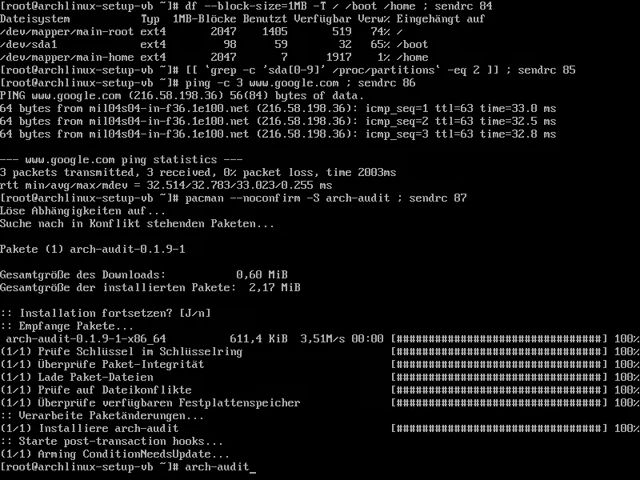 [root@archlinux-setup-vb ~]# df --block-size=1MB -T / /boot /home ; sendrc 84
Dateisystem Typ 1MB-Blöcke Benutzt Verfügbar Verw% Eingehängt auf
/dev/mapper/main-root ext4 2047 1405 519 74% /
/dev/sda1 ext4 98 59 32 65% /boot
/dev/mapper/main-home ext4 2047 7 1917 1% /home
[root@archlinux-setup-vb ~]# [[ `grep -c 'sda[0-9]' /proc/partitions` -eq 2 ]] ; sendrc 85
[root@archlinux-setup-vb ~]# ping -c 3 www.google.com ; sendrc 86
PING www.google.com (216.58.198.36) 56(84) bytes of data.
64 bytes from mil04s04-in-f36.1e100.net (216.58.198.36): icmp_seq=1 ttl=63 time=33.0 ms
64 bytes from mil04s04-in-f36.1e100.net (216.58.198.36): icmp_seq=2 ttl=63 time=32.5 ms
64 bytes from mil04s04-in-f36.1e100.net (216.58.198.36): icmp_seq=3 ttl=63 time=32.8 ms
--- www.google.com ping statistics ---
3 packets transmitted, 3 received, 0% packet loss, time 2003ms
rtt min/avg/max/mdev = 32.514/32.783/33.023/0.255 ms
[root@archlinux-setup-vb ~]# pacman --noconfirm -S arch-audit ; sendrc 87
Löse Abhängigkeiten auf...
Suche nach in Konflikt stehenden Paketen...
Pakete (1) arch-audit-0.1.9-1
Gesamtgröße des Downloads: 0,60 MiB
Gesamtgröße der installierten Pakete: 2,17 MiB
:: Installation fortsetzen? [J/n]
:: Empfange Pakete...
arch-audit-0.1.9-1-x86_64 611,4 KiB 3,51M/s 00:00 [##################################] 100%
(1/1) Prüfe Schlüssel im Schlüsselring [##################################] 100%
(1/1) Überprüfe Paket-Integrität [##################################] 100%
(1/1) Lade Paket-Dateien [##################################] 100%
(1/1) Prüfe auf Dateikonflikte [##################################] 100%
(1/1) Überprüfe verfügbaren Festplattenspeicher [##################################] 100%
:: Verarbeite Paketänderungen...
(1/1) Installiere arch-audit [##################################] 100%
:: Starte post-transaction hooks...
(1/1) Arming ConditionNeedsUpdate...
[root@archlinux-setup-vb ~]# arch-audit_